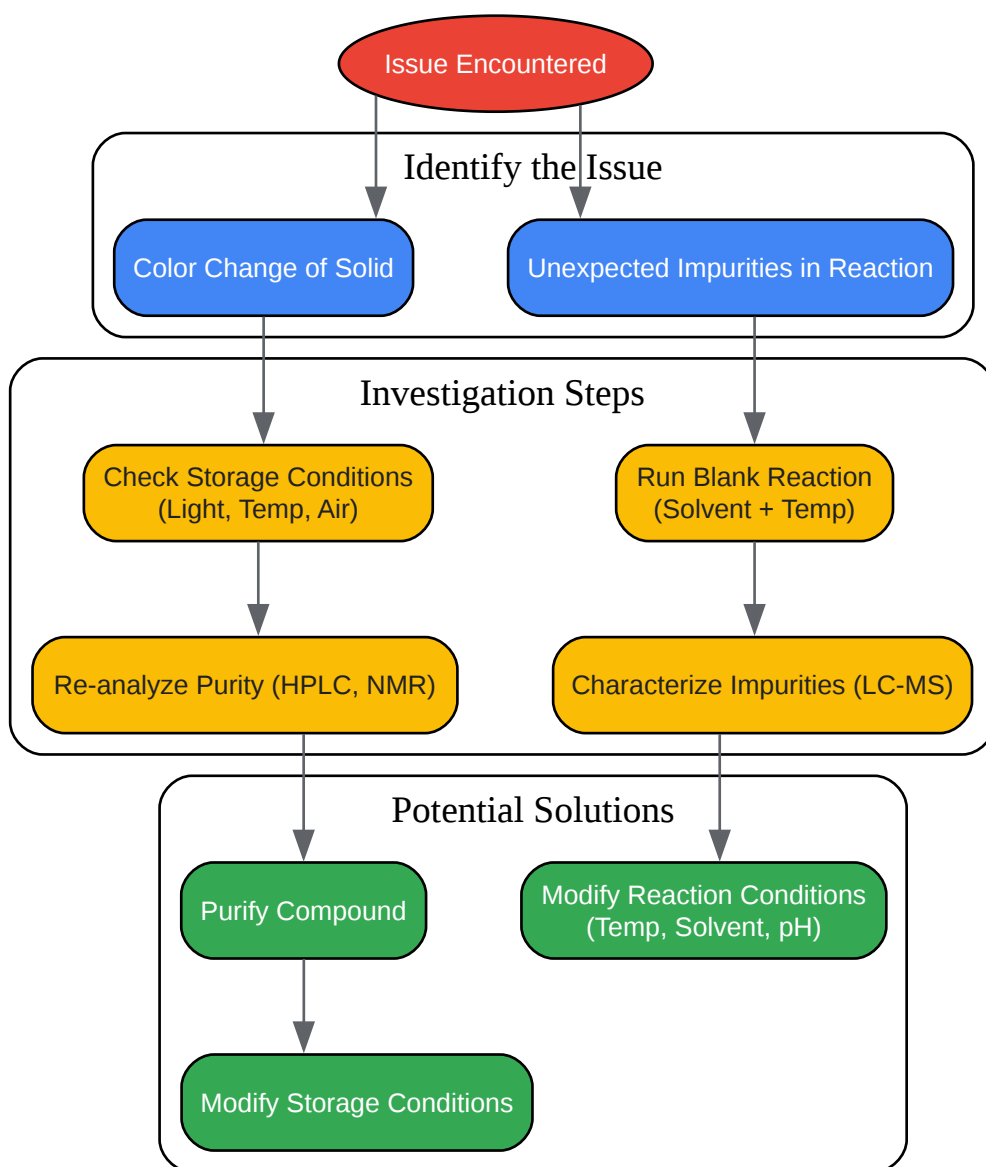 Issue Encountered
Identify the Issue
Color Change of Solid
Unexpected Impurities in Reaction
Investigation Steps
Check Storage Conditions
(Light, Temp, Air)
Run Blank Reaction
(Solvent + Temp)
Re-analyze Purity (HPLC, NMR)
Characterize Impurities (LC-MS)
Potential Solutions
Purify Compound
Modify Reaction Conditions
(Temp, Solvent, pH)
Modify Storage Conditions